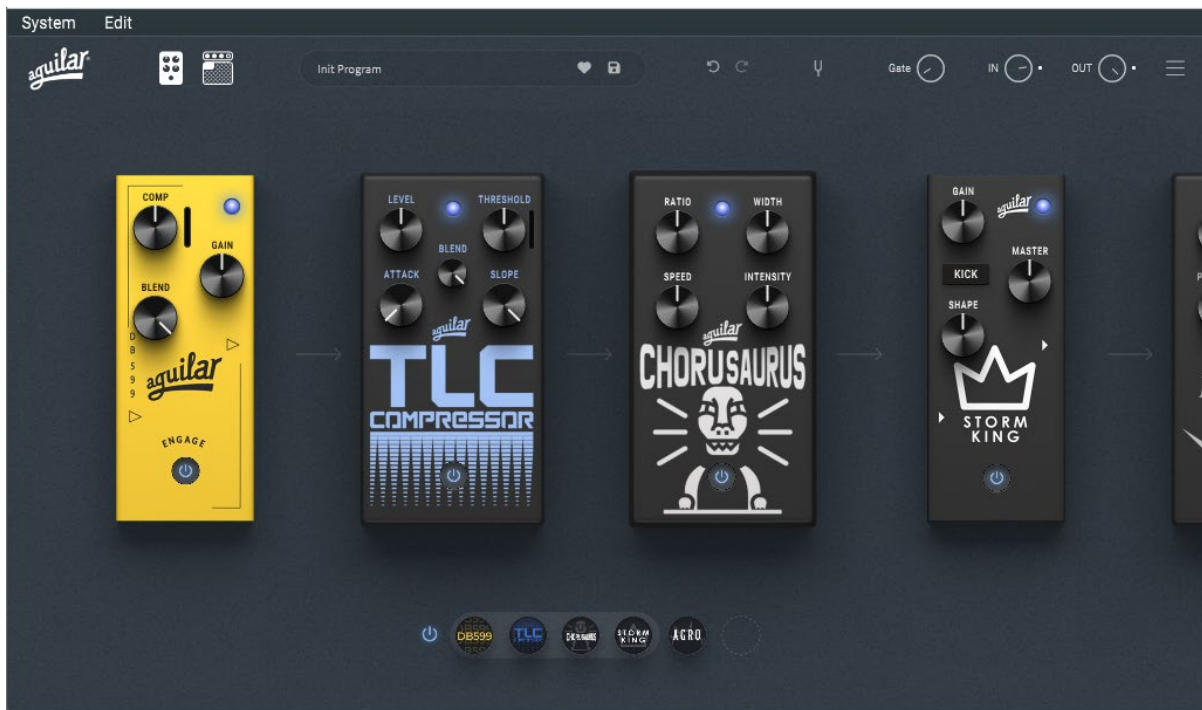 System Edit
aguilar
Init Program
Gate IN OUT
COMP
GAIN
BLEND
DB599
aguilar
ENGAGE
LEVEL THRESHOLD
BLEND
ATTACK SLOPE
aguilar
TLC
COMPRESSOR
RATIO WIDTH
SPEED INTENSITY
aguilar
CHORUSAURUS
GAIN
aguilar
MASTER
KICK
SHAPE
STORM
KING
P
DB599
TLC
CHORUSAURUS
STORM
KING
AGRO